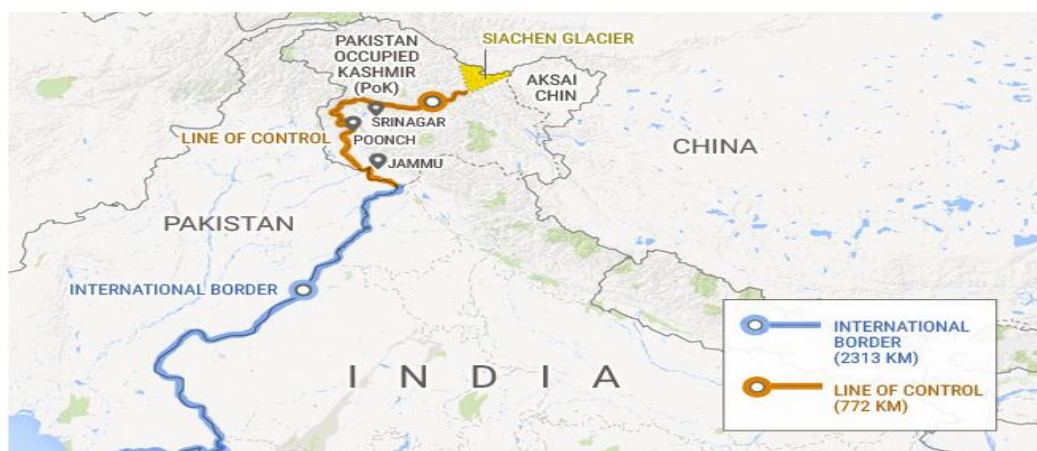 PAKISTAN
OCCUPIED
KASHMIR
(PoK)
SIACHEN GLACIER
AKSAI
CHIN
SRINAGAR
LINE OF CONTROL
POONCH
JAMMU
CHINA
PAKISTAN
INTERNATIONAL BORDER
INDIA
INTERNATIONAL
BORDER
(2313 KM)
LINE OF CONTROL
(772 KM)